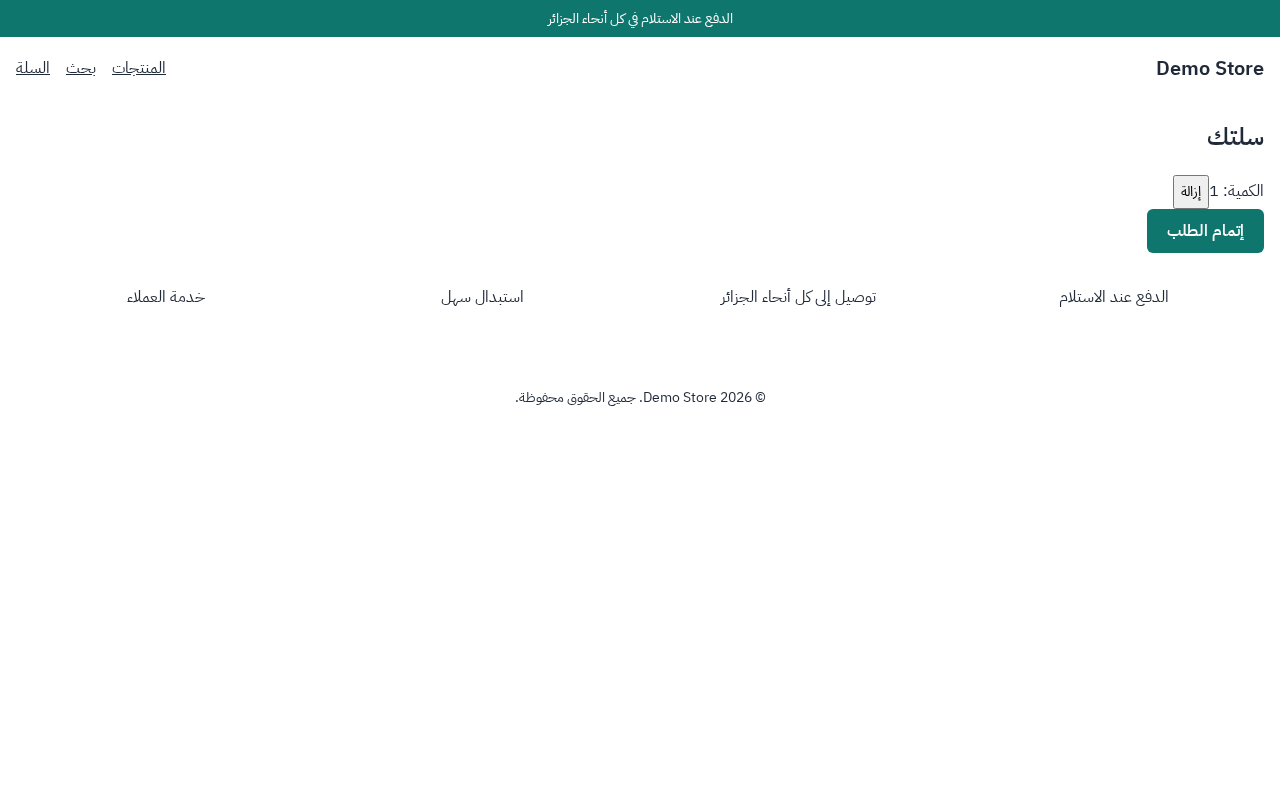 الدفع عند الاستلام في كل أنحاء الجزائر
Demo Store
المنتجات بحث السلة
سلتك
الكمية: 1 إزالة
إتمام الطلب
الدفع عند الاستلام
توصيل إلى كل أنحاء الجزائر
استبدال سهل
خدمة العملاء
© 2026 Demo Store. جميع الحقوق محفوظة.